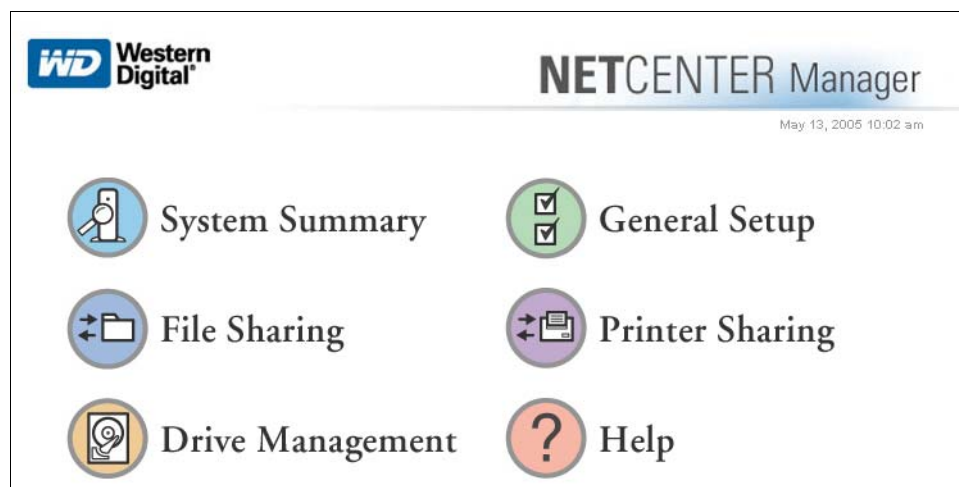 WD Western Digital®
NETCENTER Manager
May 13, 2005 10:02 am
System Summary
General Setup
File Sharing
Printer Sharing
Drive Management
? Help